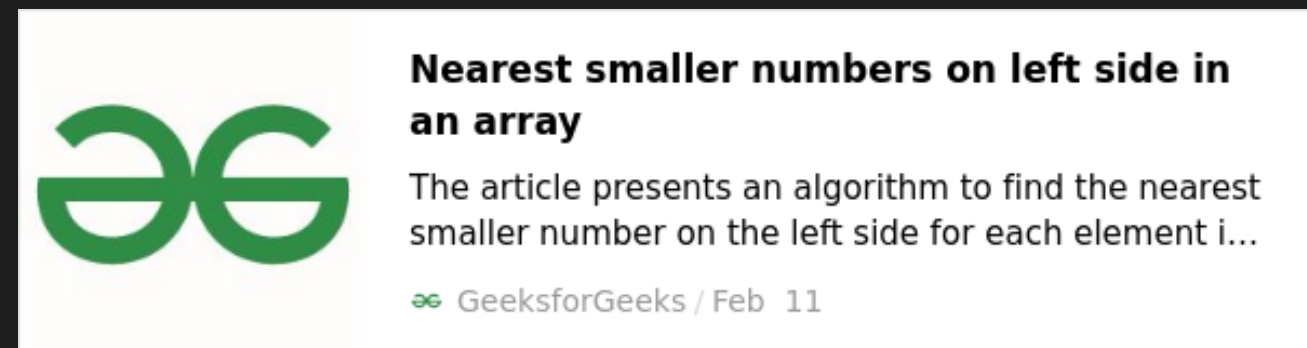 Nearest smaller numbers on left side in
an array
The article presents an algorithm to find the nearest
smaller number on the left side for each element i...
GeeksforGeeks / Feb 11